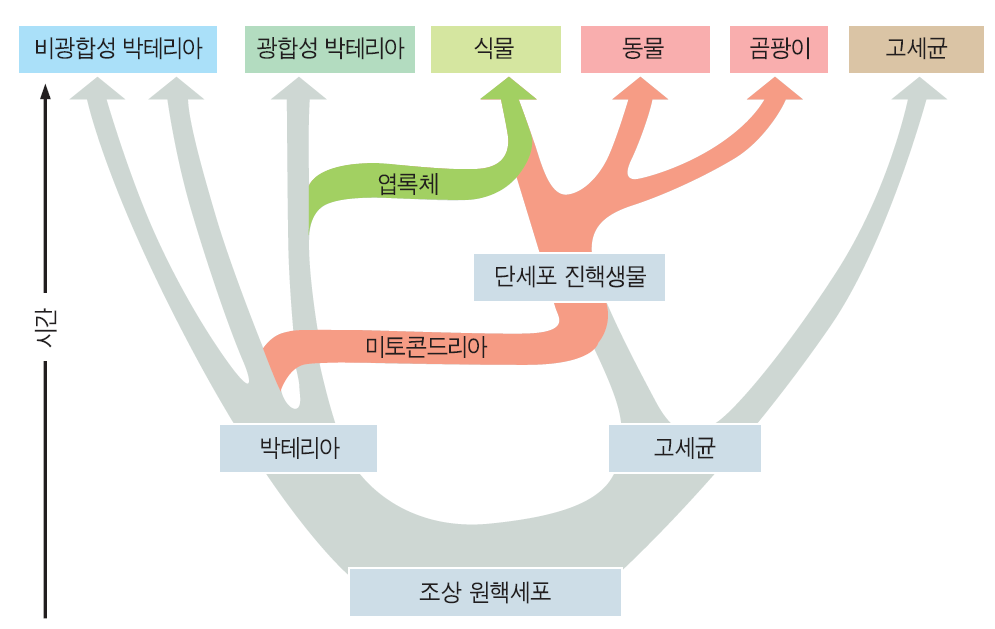 비광합성 박테리아
광합성 박테리아
식물
동물
곰팡이
고세균
엽록체
단세포 진핵생물
시간
미토콘드리아
박테리아
고세균
조상 원핵세포